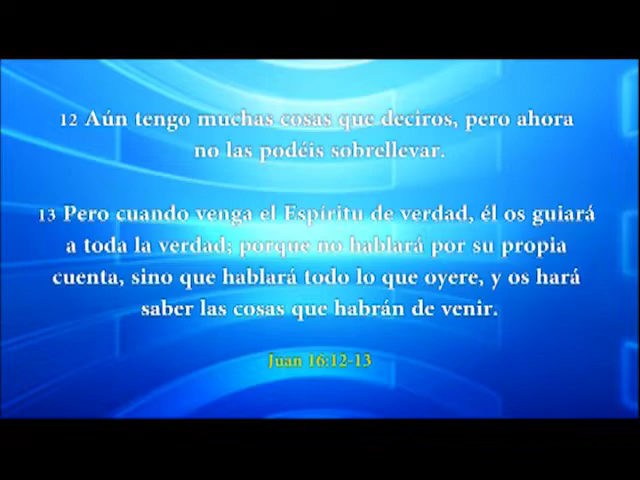 12 Aún tengo muchas cosas que deciros, pero ahora
no las podéis sobrellevar.
13 Pero cuando venga el Espíritu de verdad, él os guiará
a toda la verdad; porque no hablará por su propia
cuenta, sino que hablará todo lo que oyere, y os hará
saber las cosas que habrán de venir.
Juan 16:12-13